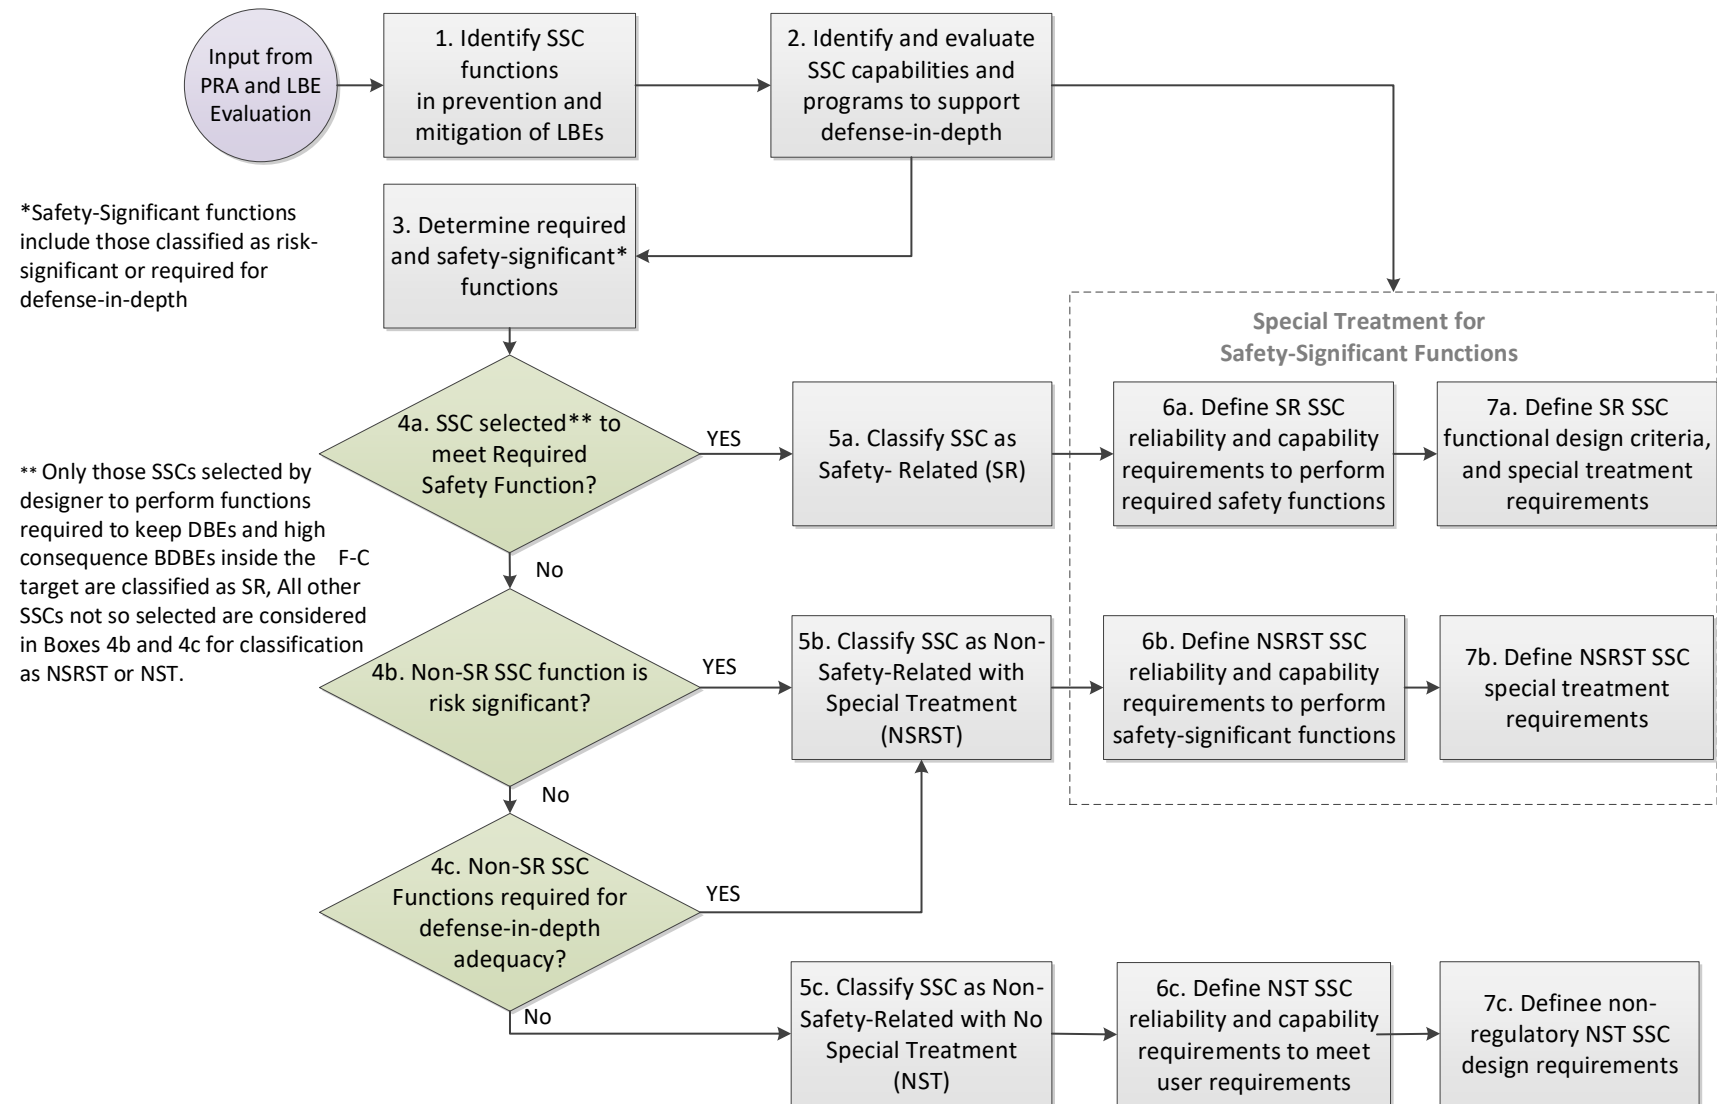 Input from
PRA and LBE
Evaluation
1. Identify SSC
functions
in prevention and
mitigation of LBEs
2. Identify and evaluate
SSC capabilities and
programs to support
defense-in-depth
*Safety-Significant functions
include those classified as risk-
significant or required for
defense-in-depth
3. Determine required
and safety-significant*
functions
Special Treatment for
Safety-Significant Functions
4a. SSC selected** to
meet Required
Safety Function?
YES
5a. Classify SSC as
Safety- Related (SR)
6a. Define SR SSC
reliability and capability
requirements to perform
required safety functions
7a. Define SR SSC
functional design criteria,
and special treatment
requirements
** Only those SSCs selected by
designer to perform functions
required to keep DBEs and high
consequence BDBEs inside the F-C
target are classified as SR, All other
SSCs not so selected are considered
in Boxes 4b and 4c for classification
as NSRST or NST.
No
4b. Non-SR SSC function is
risk significant?
YES
5b. Classify SSC as Non-
Safety-Related with
Special Treatment
(NSRST)
6b. Define NSRST SSC
reliability and capability
requirements to perform
safety-significant functions
7b. Define NSRST SSC
special treatment
requirements
No
4c. Non-SR SSC
Functions required for
defense-in-depth
adequacy?
YES
No
5c. Classify SSC as Non-
Safety-Related with No
Special Treatment
(NST)
6c. Define NST SSC
reliability and capability
requirements to meet
user requirements
7c. Definee non-
regulatory NST SSC
design requirements